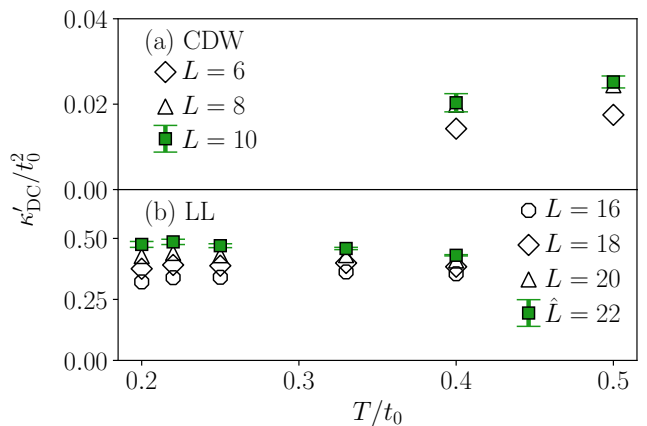 0.04
(a) CDW
L = 6
L = 8
L = 10
0.02
0.00
κ′DC/t₀²
(b) LL
L = 16
L = 18
L = 20
L̂ = 22
0.50
0.25
0.00
0.2 0.3 0.4 0.5
T/t₀